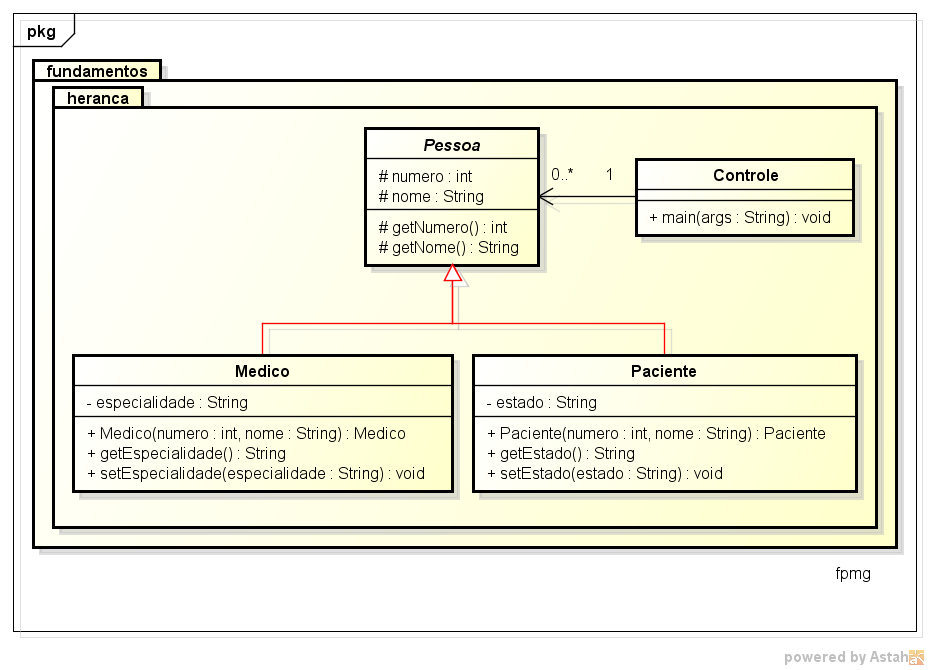 pkg
fundamentos
heranca
Pessoa
# numero : int
# nome : String
# getNumero() : int
# getNome() : String
0..*
1
Controle
+ main(args : String) : void
Medico
- especialidade : String
+ Medico(numero : int, nome : String) : Medico
+ getEspecialidade() : String
+ setEspecialidade(especialidade : String) : void
Paciente
- estado : String
+ Paciente(numero : int, nome : String) : Paciente
+ getEstado() : String
+ setEstado(estado : String) : void
fpmg
powered by Astah